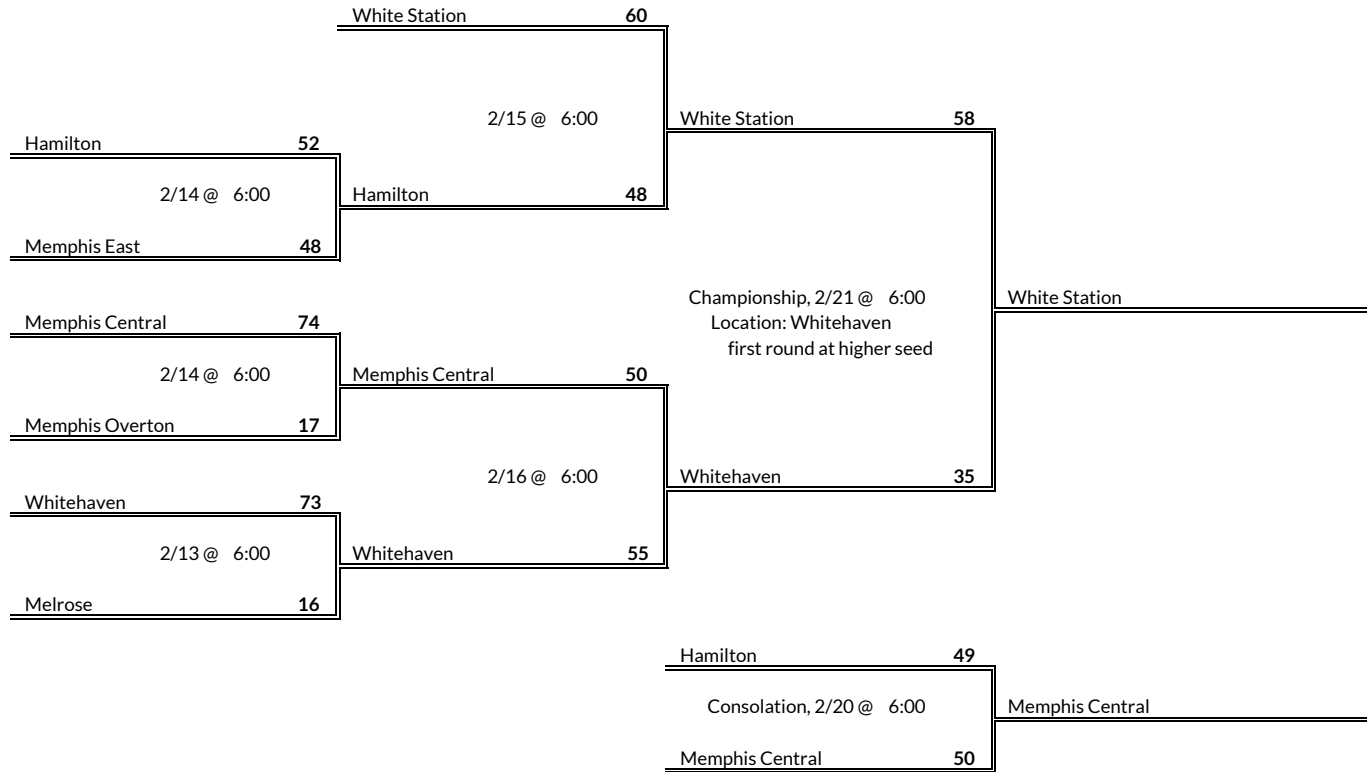 White Station 60
2/15 @ 6:00
White Station 58
Hamilton 52
2/14 @ 6:00
Hamilton 48
Memphis East 48
Championship, 2/21 @ 6:00
White Station
Memphis Central 74
Location: Whitehaven
first round at higher seed
2/14 @ 6:00
Memphis Central 50
Memphis Overton 17
2/16 @ 6:00
Whitehaven 35
Whitehaven 73
2/13 @ 6:00
Whitehaven 55
Melrose 16
Hamilton 49
Consolation, 2/20 @ 6:00
Memphis Central
Memphis Central 50